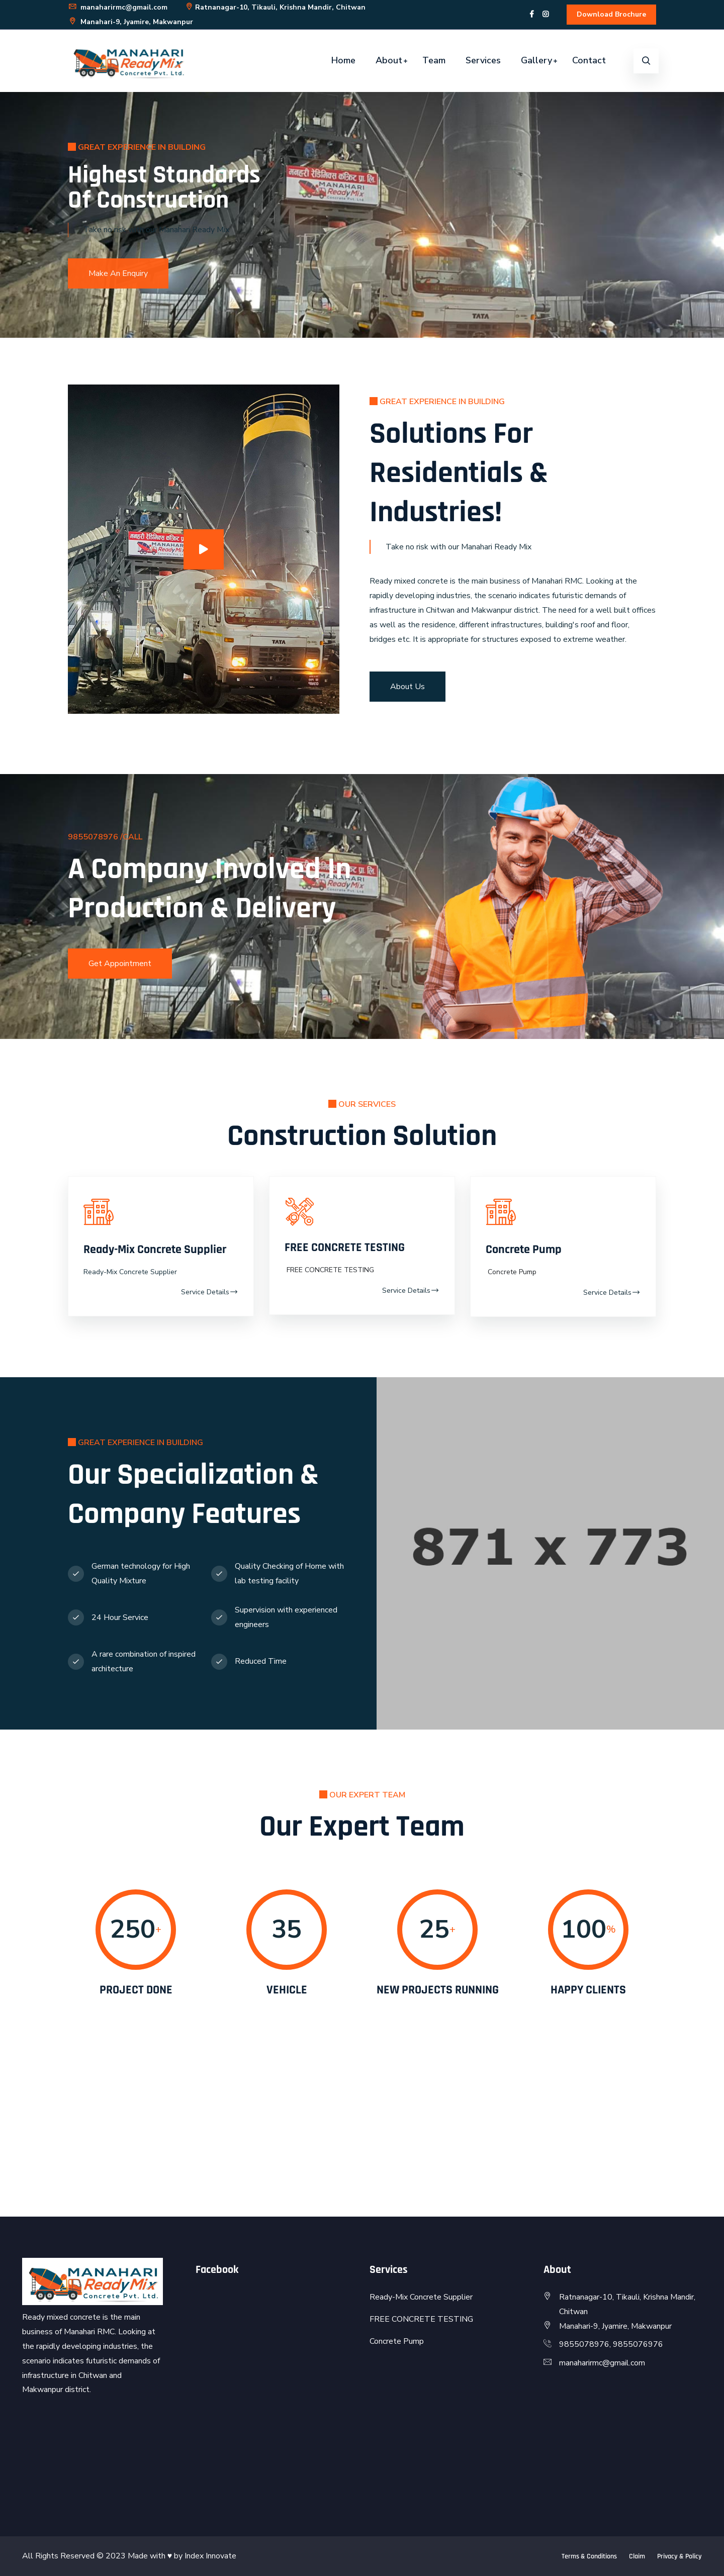 manaharirmc@gmail.com
Ratnanagar-10, Tikauli, Krishna Mandir, Chitwan
Manahari-9, Jyamire, Makwanpur
Download Brochure
MANAHARI
Ready Mix
Concrete Pvt. Ltd.
Home
About+
Team
Services
Gallery+
Contact
GREAT EXPERIENCE IN BUILDING
Highest Standards
Of Construction
Make An Enquiry
GREAT EXPERIENCE IN BUILDING
Solutions For
Residentials &
Industries!
Take no risk with our Manahari Ready Mix
Ready mixed concrete is the main business of Manahari RMC. Looking at the
rapidly developing industries, the scenario indicates futuristic demands of
infrastructure in Chitwan and Makwanpur district. The need for a well built offices
as well as the residence, different infrastructures, building's roof and floor,
bridges etc. It is appropriate for structures exposed to extreme weather.
About Us
TATA
9855078976 /CALL
A Company Involved In
Production & Delivery
Get Appointment
OUR SERVICES
Construction Solution
Ready-Mix Concrete Supplier
Ready-Mix Concrete Supplier
Service Details→
FREE CONCRETE TESTING
FREE CONCRETE TESTING
Service Details→
Concrete Pump
Concrete Pump
Service Details→
GREAT EXPERIENCE IN BUILDING
Our Specialization &
Company Features
German technology for High
Quality Mixture
Quality Checking of Home with
lab testing facility
24 Hour Service
Supervision with experienced
engineers
A rare combination of inspired
architecture
Reduced Time
871 x 773
OUR EXPERT TEAM
Our Expert Team
250+
PROJECT DONE
35
VEHICLE
25+
NEW PROJECTS RUNNING
100%
HAPPY CLIENTS
MANAHARI
Ready Mix
Concrete Pvt. Ltd.
Ready mixed concrete is the main
business of Manahari RMC. Looking at
the rapidly developing industries, the
scenario indicates futuristic demands of
infrastructure in Chitwan and
Makwanpur district.
Facebook
Services
Ready-Mix Concrete Supplier
FREE CONCRETE TESTING
Concrete Pump
About
Ratnanagar-10, Tikauli, Krishna Mandir,
Chitwan
Manahari-9, Jyamire, Makwanpur
9855078976, 9855076976
manaharirmc@gmail.com
All Rights Reserved © 2023 Made with ♥ by Index Innovate
Terms & Conditions
Claim
Privacy & Policy